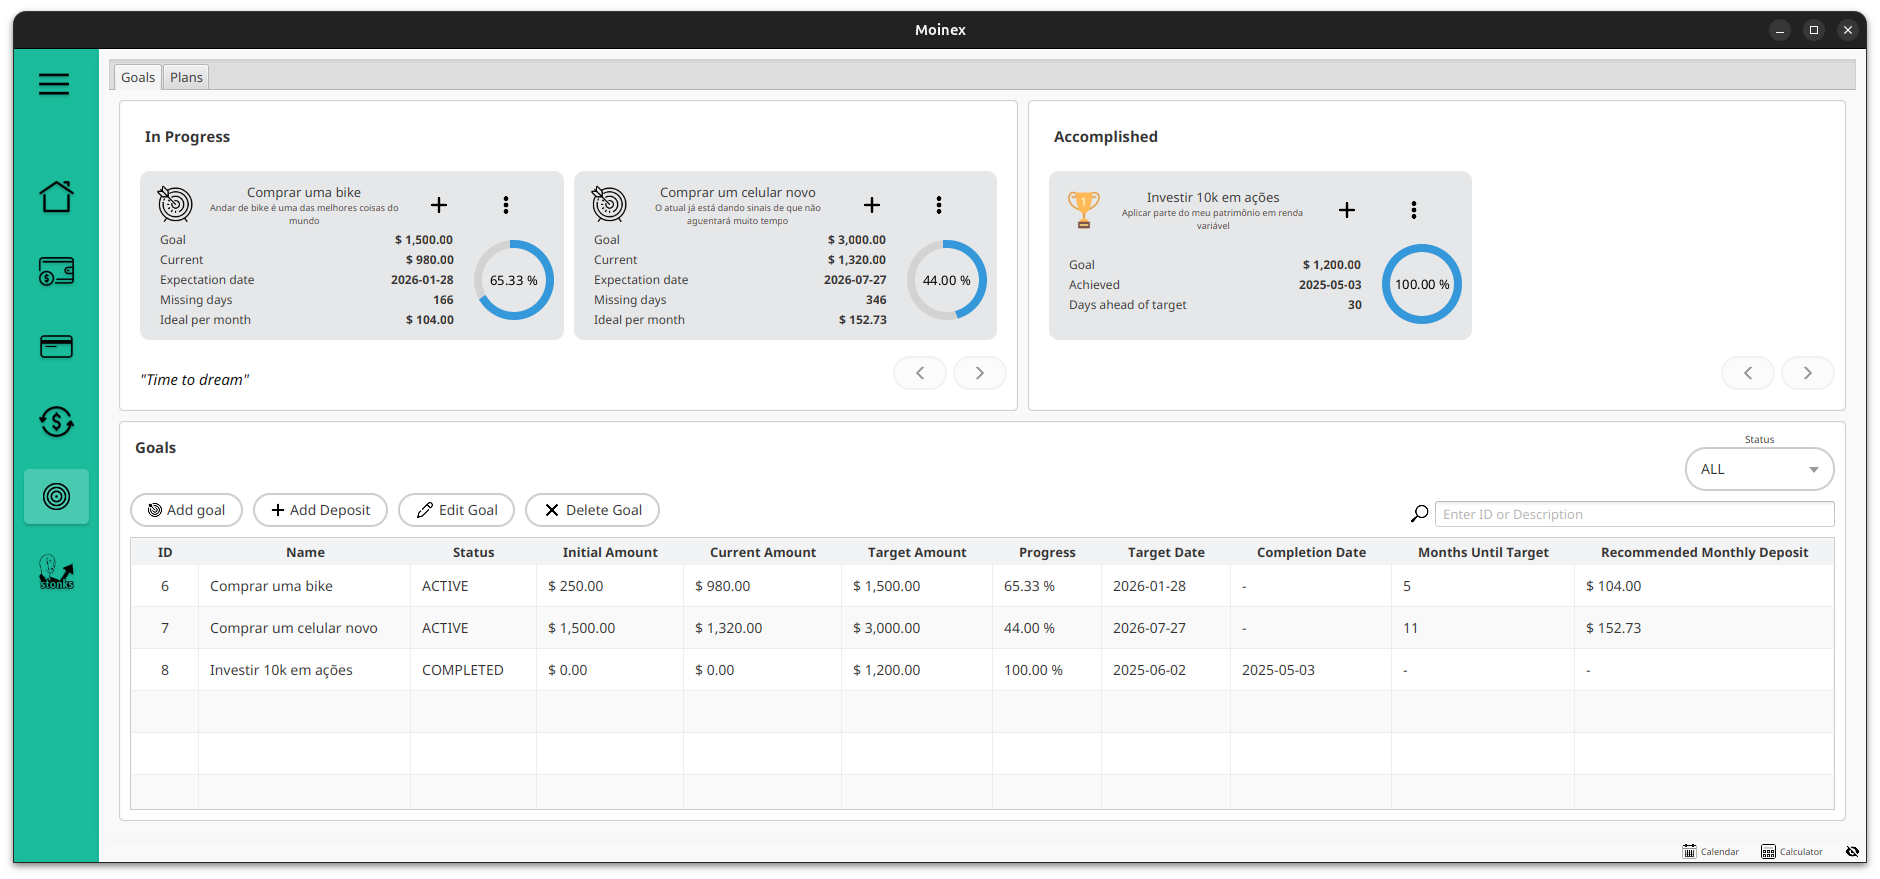 Moinex
Goals
Plans
In Progress
Comprar uma bike
Andar de bike é uma das melhores coisas do
mundo
Goal $ 1,500.00
Current $ 980.00
Expectation date 2026-01-28
Missing days 166
Ideal per month $ 104.00
65.33 %
Comprar um celular novo
O atual já está dando sinais de que não
aguentará muito tempo
Goal $ 3,000.00
Current $ 1,320.00
Expectation date 2026-07-27
Missing days 346
Ideal per month $ 152.73
44.00 %
"Time to dream"
Accomplished
Investir 10k em ações
Aplicar parte do meu patrimônio em renda
variável
Goal $ 1,200.00
Achieved 2025-05-03
Days ahead of target 30
100.00 %
Goals
Status
ALL
Add goal
Add Deposit
Edit Goal
Delete Goal
Enter ID or Description
ID Name Status Initial Amount Current Amount Target Amount Progress Target Date Completion Date Months Until Target Recommended Monthly Deposit
6 Comprar uma bike ACTIVE $ 250.00 $ 980.00 $ 1,500.00 65.33 % 2026-01-28 - 5 $ 104.00
7 Comprar um celular novo ACTIVE $ 1,500.00 $ 1,320.00 $ 3,000.00 44.00 % 2026-07-27 - 11 $ 152.73
8 Investir 10k em ações COMPLETED $ 0.00 $ 0.00 $ 1,200.00 100.00 % 2025-06-02 2025-05-03 - -
stonks
Calendar
Calculator